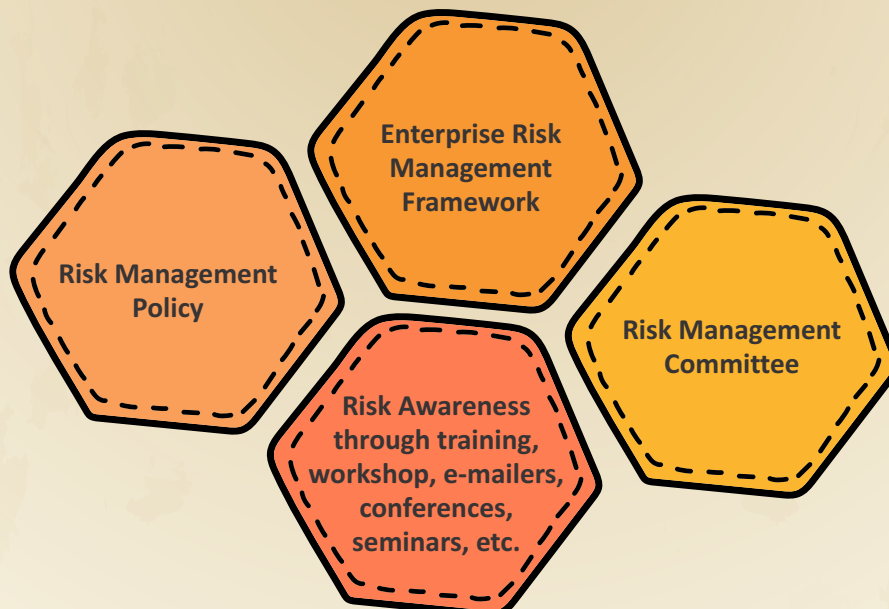 Enterprise Risk
Management
Framework
Risk Management
Policy
Risk Management
Committee
Risk Awareness
through training,
workshop, e-mailers,
conferences,
seminars, etc.